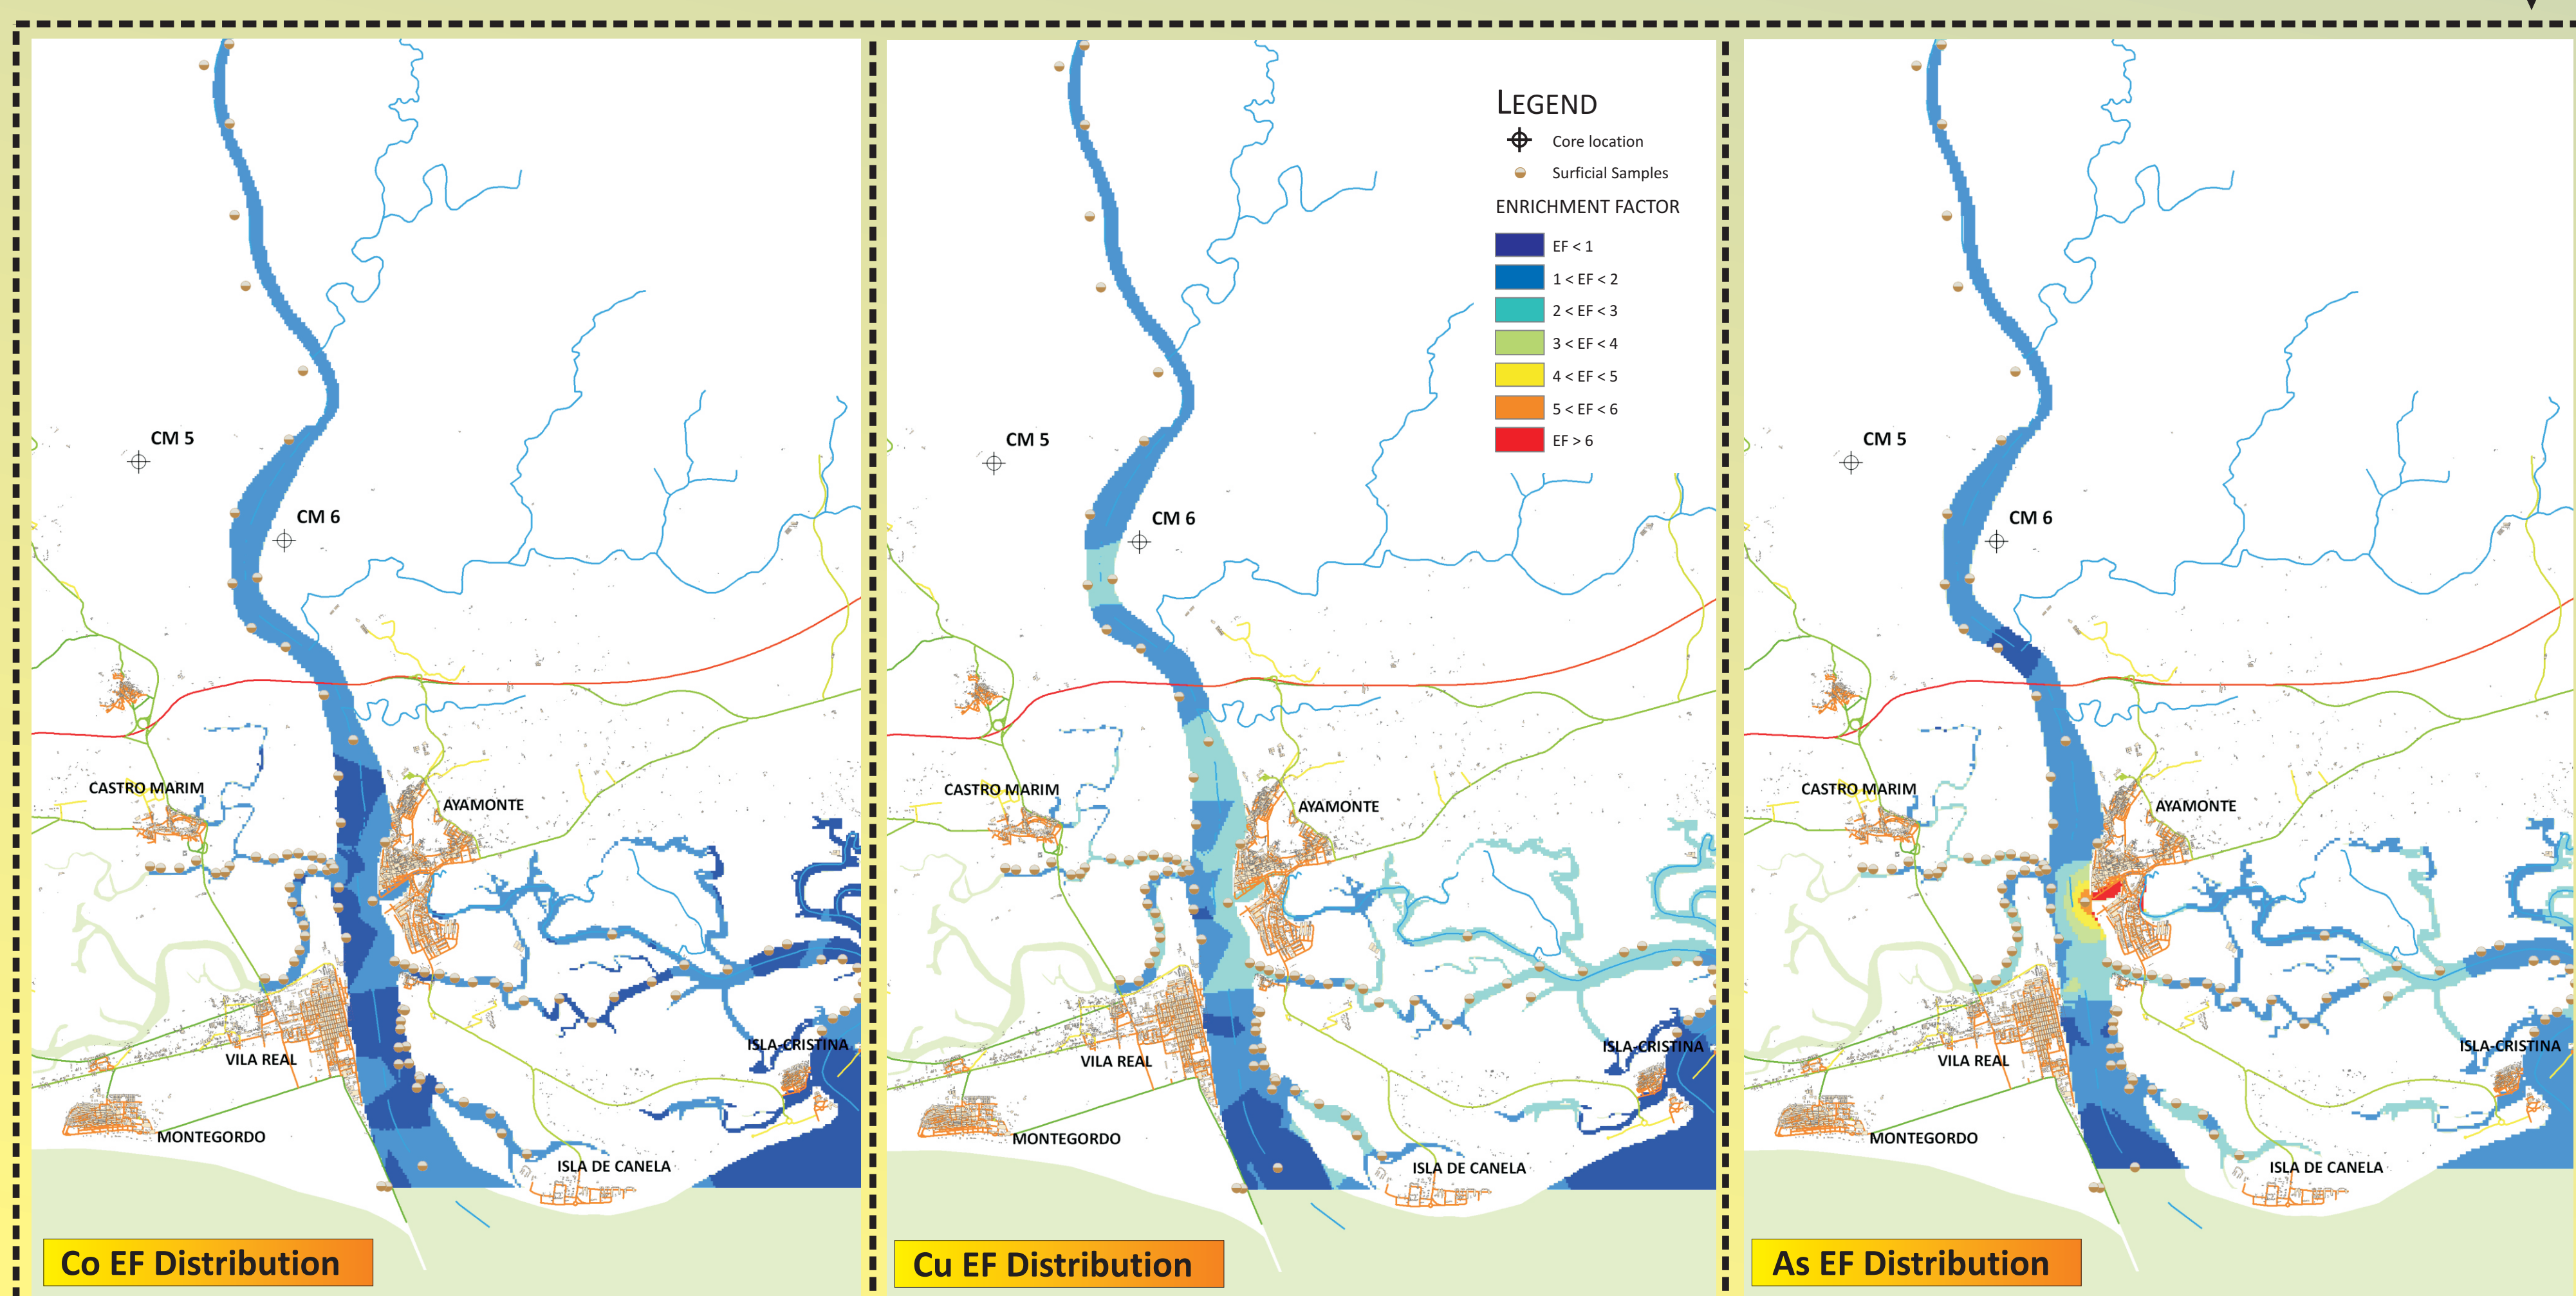 CM 5
CM 6
CASTRO MARIM
AYAMONTE
VILA REAL
ISLA-CRISTINA
MONTEGORDO
ISLA DE CANELA
Co EF Distribution
LEGEND
Core location
Surficial Samples
ENRICHMENT FACTOR
EF < 1
1 < EF < 2
2 < EF < 3
3 < EF < 4
4 < EF < 5
5 < EF < 6
EF > 6
CM 5
CM 6
CASTRO MARIM
AYAMONTE
VILA REAL
ISLA-CRISTINA
MONTEGORDO
ISLA DE CANELA
Cu EF Distribution
CM 5
CM 6
CASTRO MARIM
AYAMONTE
VILA REAL
ISLA-CRISTINA
MONTEGORDO
ISLA DE CANELA
As EF Distribution